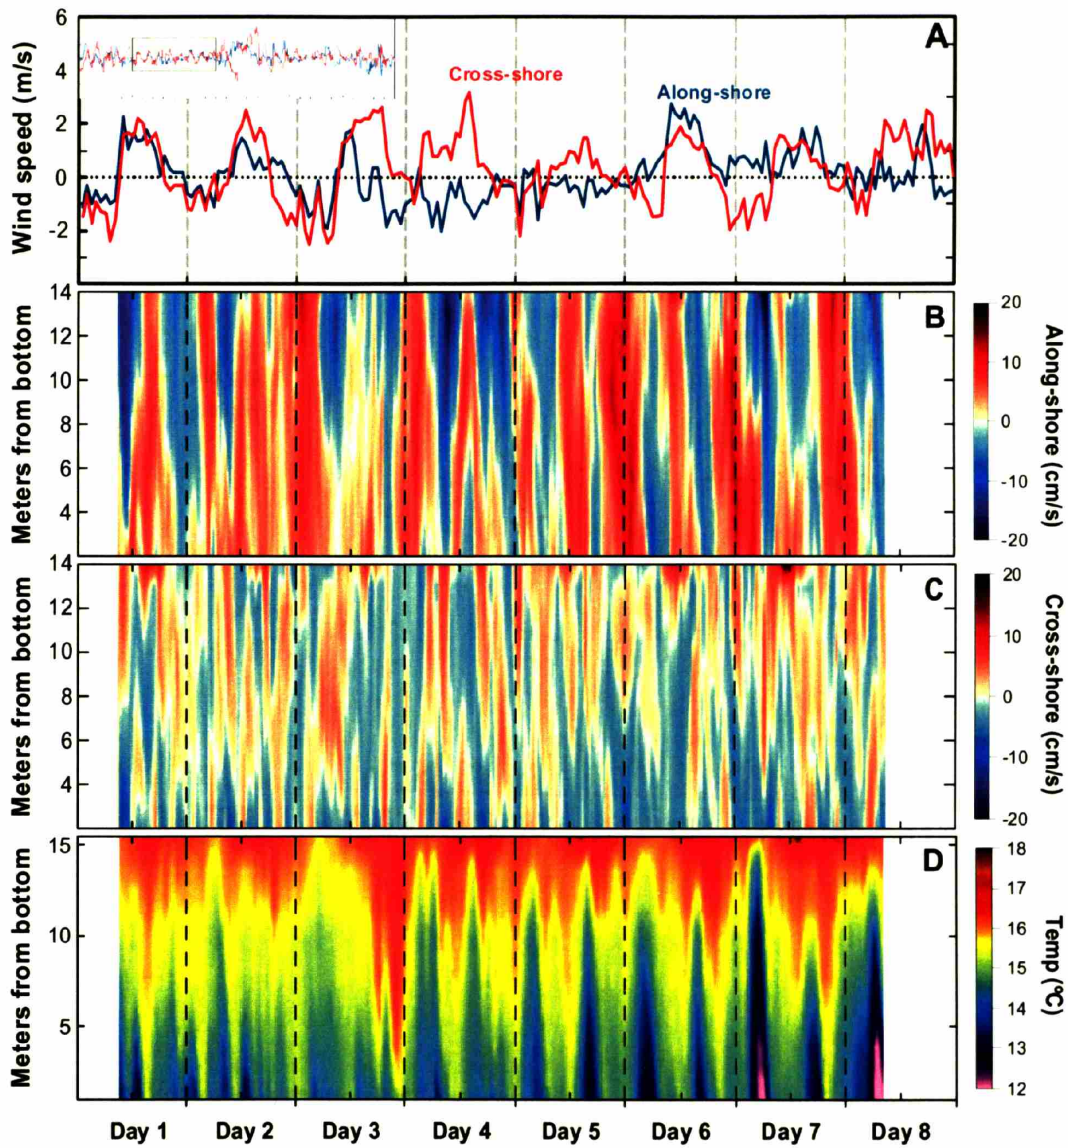 A
Wind speed (m/s)
6
4
2
0
-2
Cross-shore
Along-shore
B
Meters from bottom
14
12
10
8
6
4
20
10
0
-10
-20
Along-shore (cm/s)
C
Meters from bottom
14
12
10
8
6
4
20
10
0
-10
-20
Cross-shore (cm/s)
D
Meters from bottom
15
10
5
18
17
16
15
14
13
12
Temp (°C)
Day 1 Day 2 Day 3 Day 4 Day 5 Day 6 Day 7 Day 8